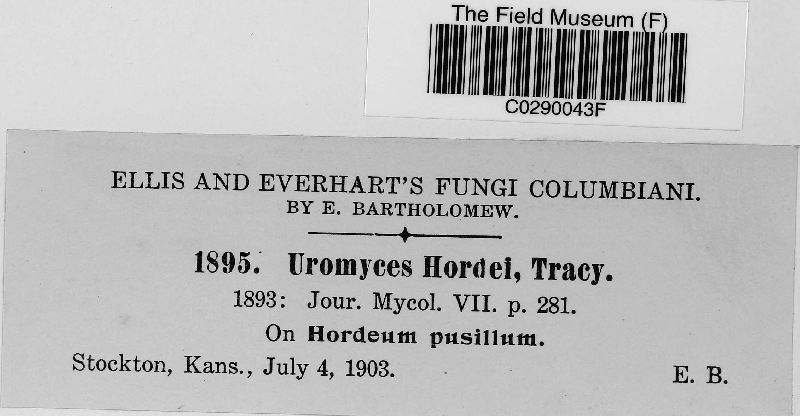 The Field Museum (F)
C0290043F
ELLIS AND EVERHART'S FUNGI COLUMBIANI.
BY E. BARTHOLOMEW.
1895. Uromyces Hordei, Tracy.
1893: Jour. Mycol. VII. p. 281.
On Hordeum pusillum.
Stockton, Kans., July 4, 1903. E. B.